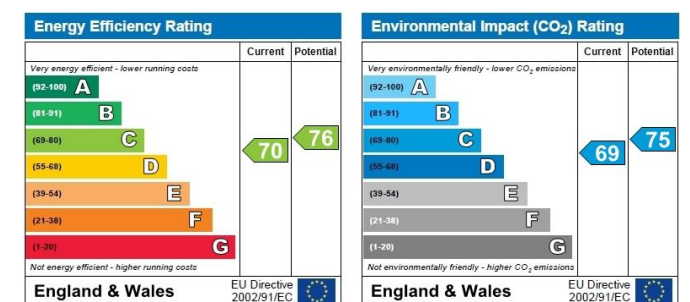 Energy Efficiency Rating
Current Potential
Very energy efficient - lower running costs
(92-100) A
(81-91) B
(69-80) C
(55-68) D
(39-54) E
(21-38) F
(1-20) G
70
76
Not energy efficient - higher running costs
England & Wales
EU Directive
2002/91/EC
Environmental Impact (CO₂) Rating
Current Potential
Very environmentally friendly - lower CO₂ emissions
(92-100) A
(81-91) B
(69-80) C
(55-68) D
(39-54) E
(21-38) F
(1-20) G
69
75
Not environmentally friendly - higher CO₂ emissions
England & Wales
EU Directive
2002/91/EC